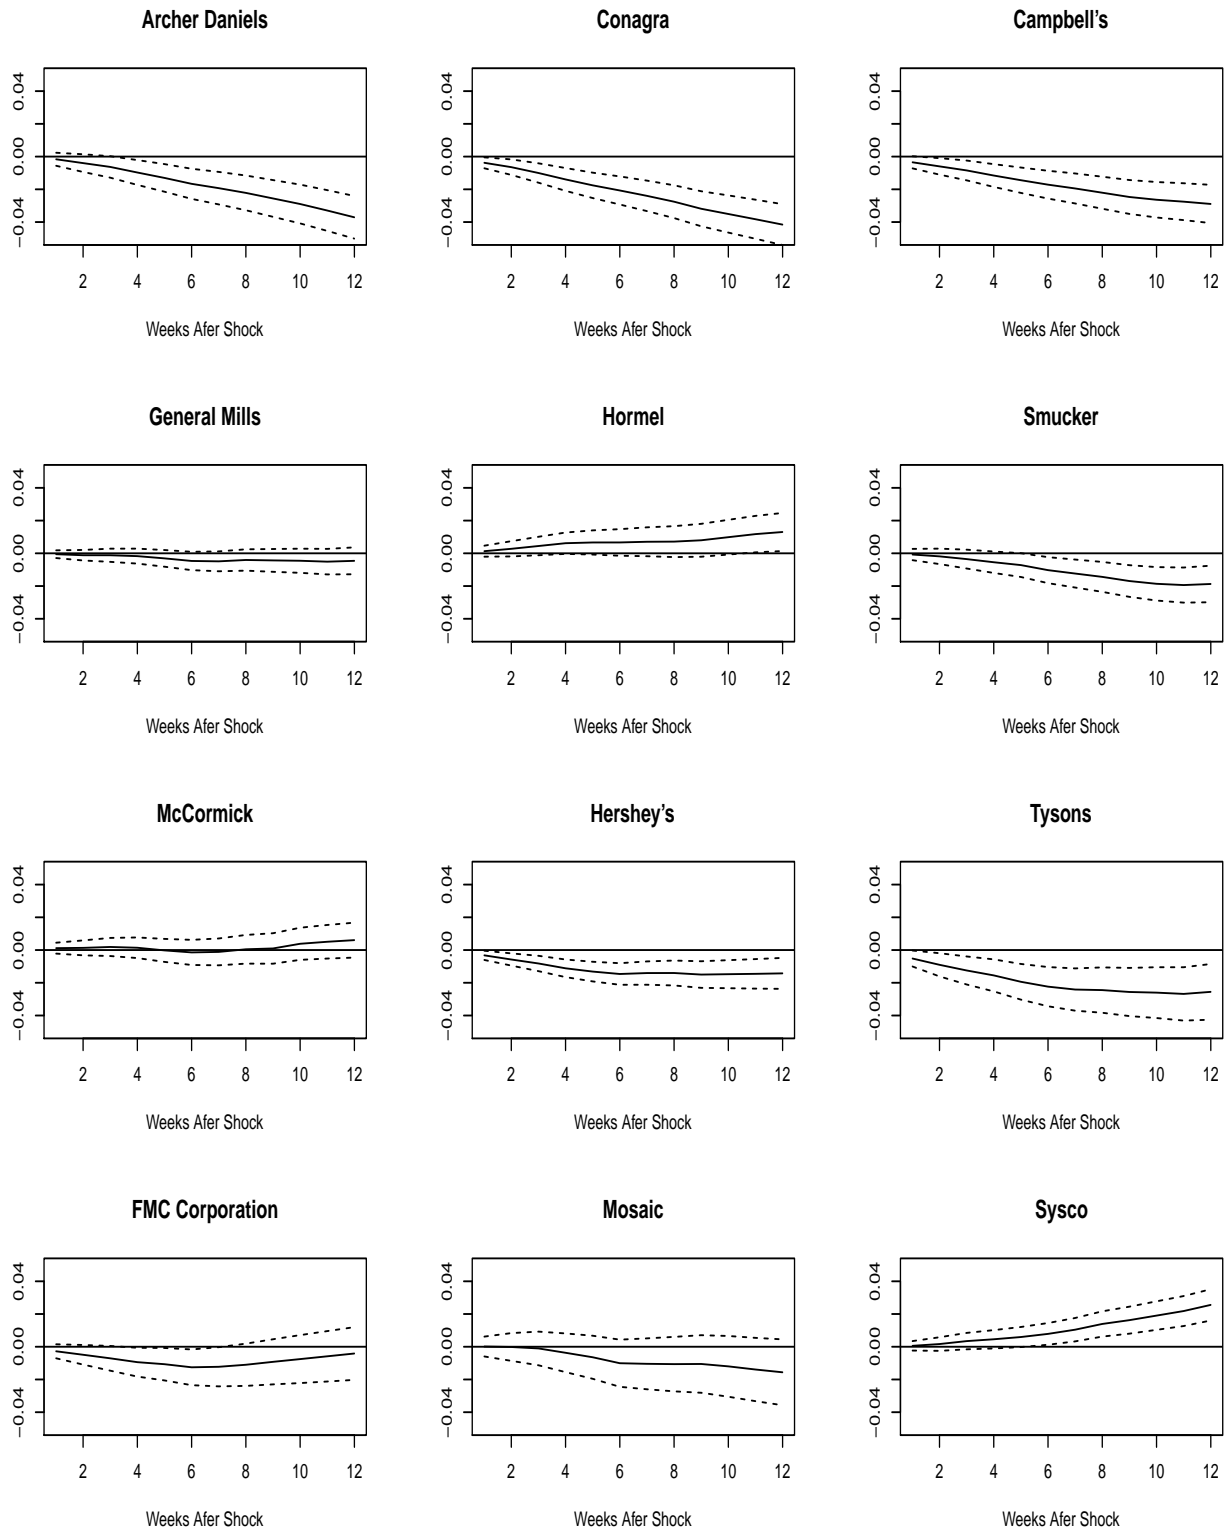 Archer Daniels
Conagra
Campbell’s
0.04
0.00
−0.04
0.04
0.00
−0.04
0.04
0.00
−0.04
2 4 6 8 10 12
2 4 6 8 10 12
2 4 6 8 10 12
Weeks Afer Shock
Weeks Afer Shock
Weeks Afer Shock
General Mills
Hormel
Smucker
0.04
0.00
−0.04
0.04
0.00
−0.04
0.04
0.00
−0.04
2 4 6 8 10 12
2 4 6 8 10 12
2 4 6 8 10 12
Weeks Afer Shock
Weeks Afer Shock
Weeks Afer Shock
McCormick
Hershey’s
Tysons
0.04
0.00
−0.04
0.04
0.00
−0.04
0.04
0.00
−0.04
2 4 6 8 10 12
2 4 6 8 10 12
2 4 6 8 10 12
Weeks Afer Shock
Weeks Afer Shock
Weeks Afer Shock
FMC Corporation
Mosaic
Sysco
0.04
0.00
−0.04
0.04
0.00
−0.04
0.04
0.00
−0.04
2 4 6 8 10 12
2 4 6 8 10 12
2 4 6 8 10 12
Weeks Afer Shock
Weeks Afer Shock
Weeks Afer Shock